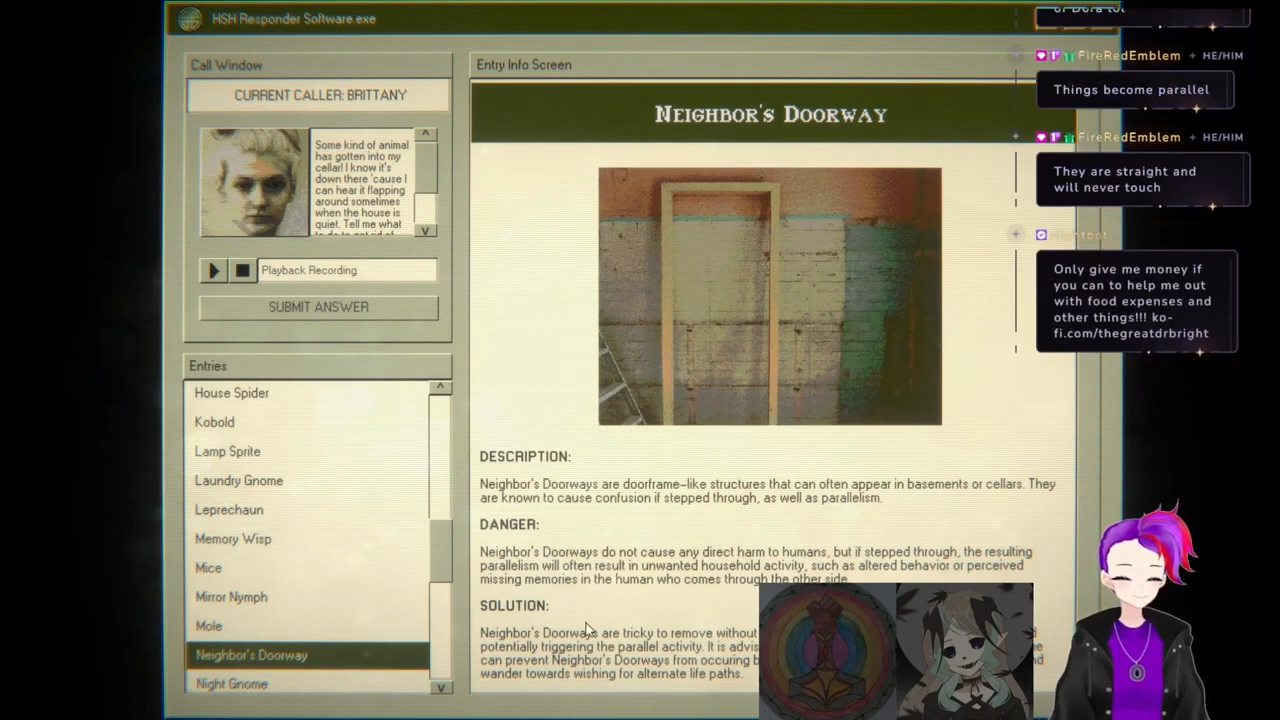 HSH Responder Software.exe
Call Window
CURRENT CALLER: BRITTANY
Some kind of animal
has gotten into my
cellar! I know it's
down there 'cause I
can hear it flapping
around sometimes
when the house is
quiet. Tell me what
Playback Recording
SUBMIT ANSWER
Entries
House Spider
Kobold
Lamp Sprite
Laundry Gnome
Leprechaun
Memory Wisp
Mice
Mirror Nymph
Mole
Neighbor's Doorway
Night Gnome
Entry Info Screen
Neighbor's Doorway
DESCRIPTION:
Neighbor's Doorways are doorframe-like structures that can often appear in basements or cellars. They
are known to cause confusion if stepped through, as well as parallelism.
DANGER:
Neighbor's Doorways do not cause any direct harm to humans, but if stepped through, the resulting
parallelism will often result in unwanted household activity, such as altered behavior or perceived
missing memories in the human who comes through the other side.
SOLUTION:
Neighbor's Doorways are tricky to remove without
potentially triggering the parallel activity. It is advis
can prevent Neighbor's Doorways from occuring b
wander towards wishing for alternate life paths.
FireRedEmblem + HE/HIM
Things become parallel
FireRedEmblem + HE/HIM
They are straight and
will never touch
Only give me money if
you can to help me out
with food expenses and
other things!!! ko-
fi.com/thegreatdrbright